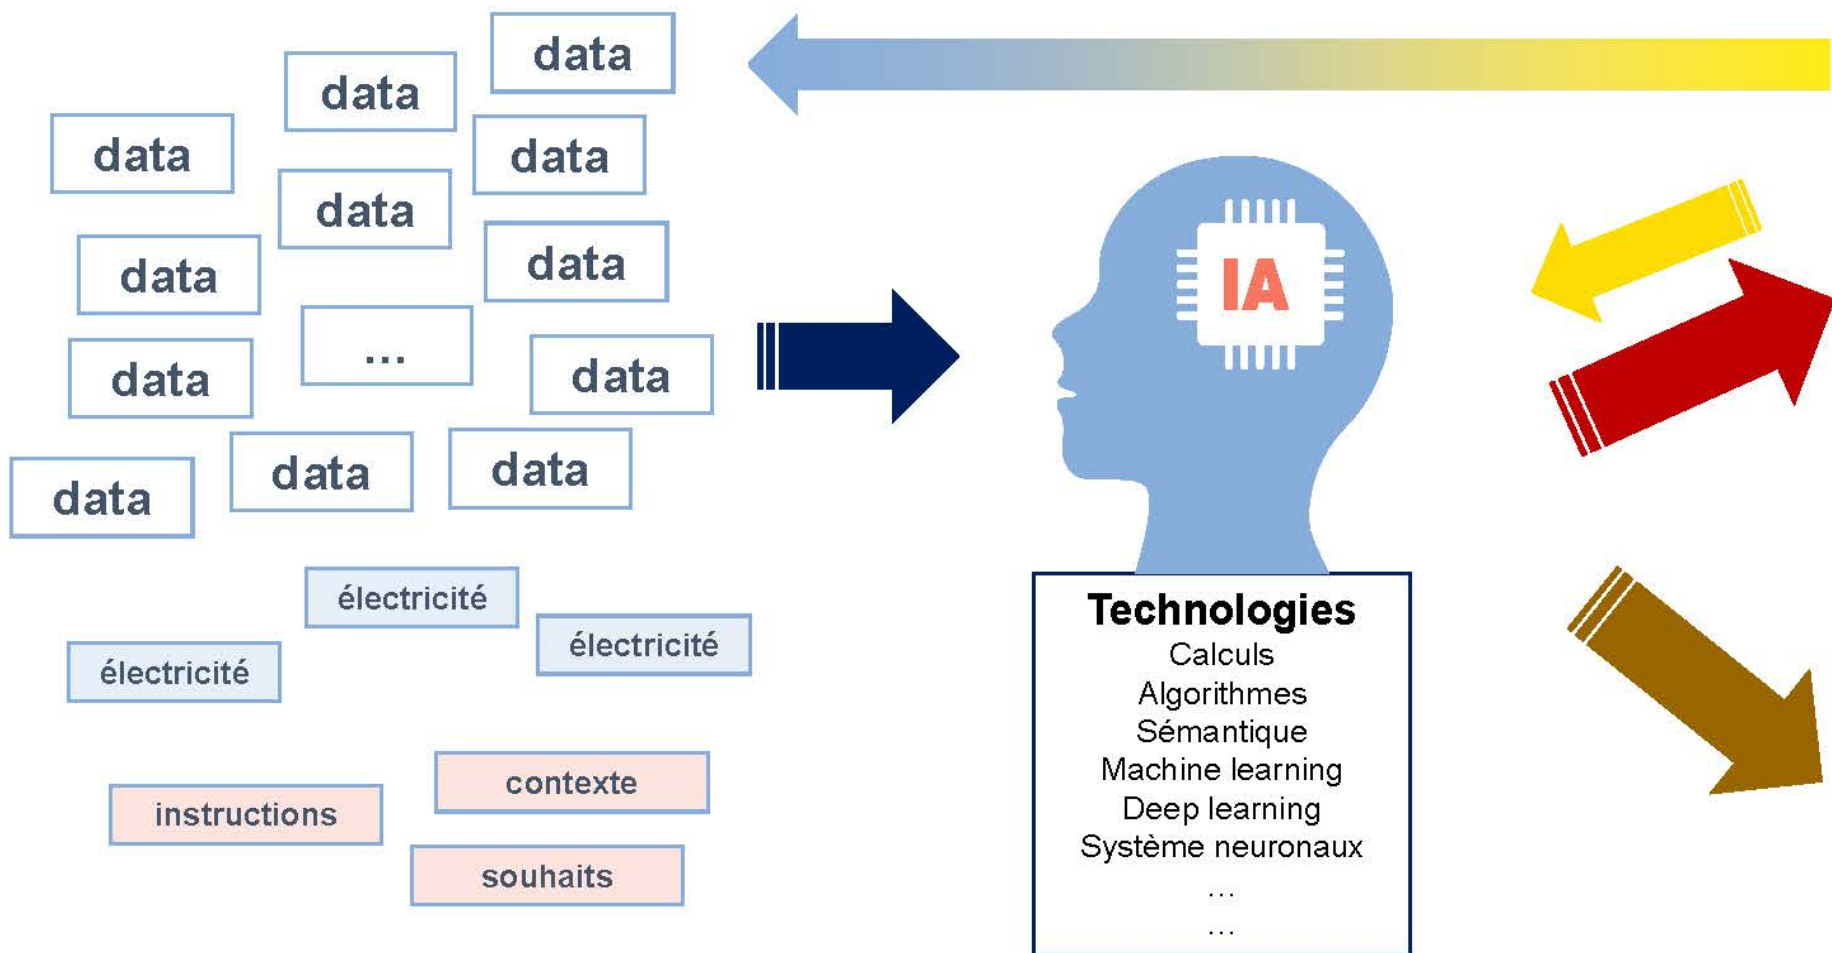 data
data
data
data
data
data
data
data
...
data
data
data
data
data
électricité
électricité
électricité
contexte
instructions
souhaits
IA
Technologies
Calculs
Algorithmes
Sémantique
Machine learning
Deep learning
Système neuronaux
...
...